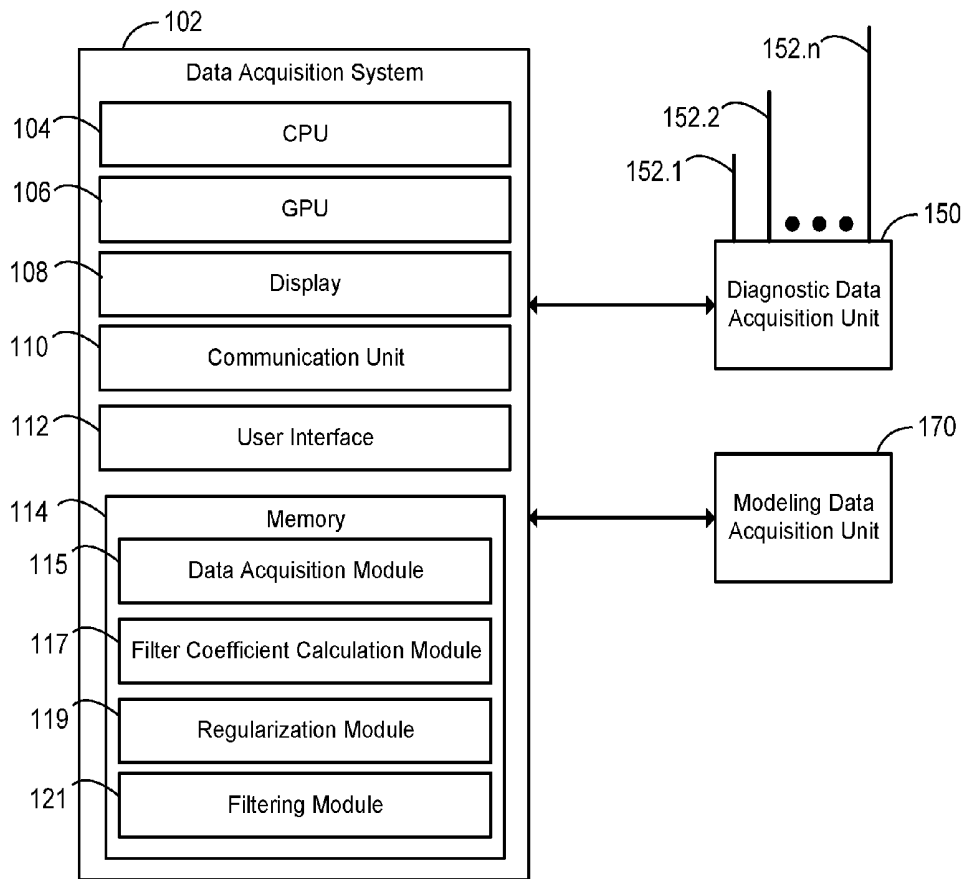 102
Data Acquisition System
104
CPU
106
GPU
108
Display
110
Communication Unit
112
User Interface
114
Memory
115
Data Acquisition Module
117
Filter Coefficient Calculation Module
119
Regularization Module
121
Filtering Module
152.n
152.2
152.1
150
Diagnostic Data
Acquisition Unit
170
Modeling Data
Acquisition Unit